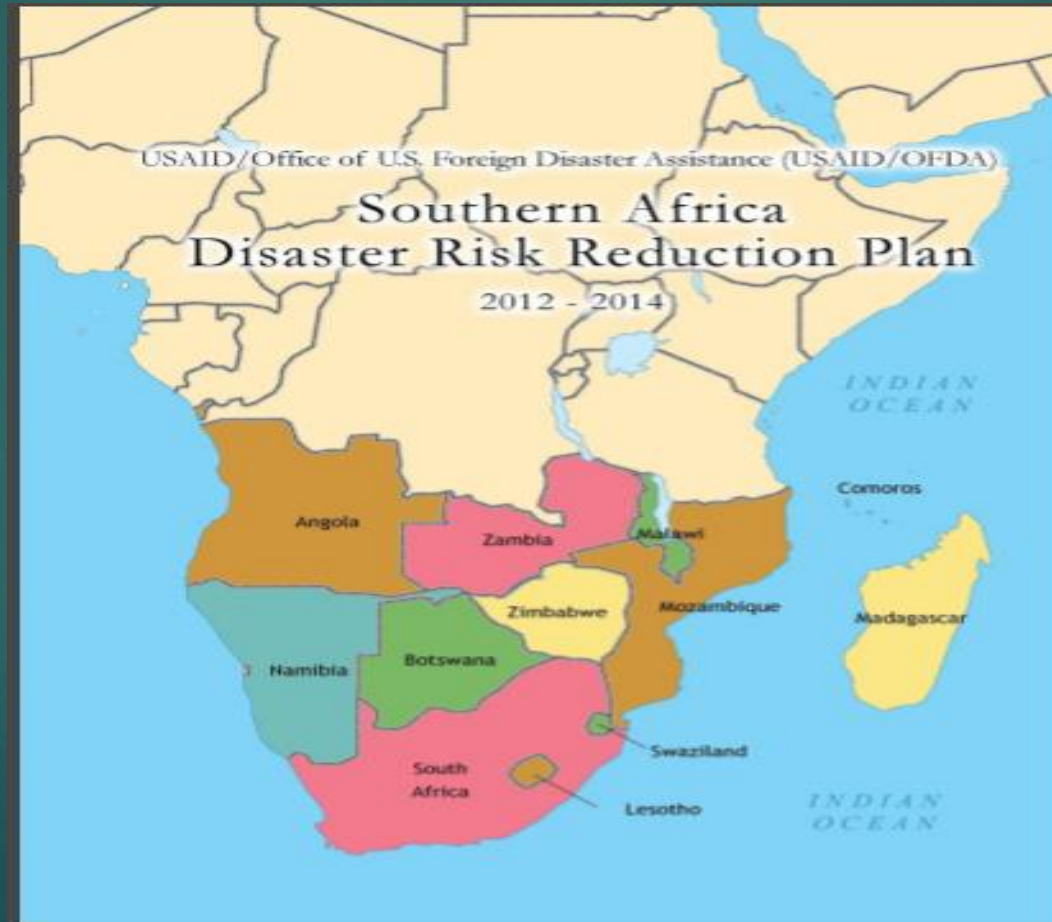 USAID/Office of U.S. Foreign Disaster Assistance (USAID/OFDA)
Southern Africa
Disaster Risk Reduction Plan
2012 - 2014
INDIAN
OCEAN
Comoros
Angola
Zambia
Malawi
Zimbabwe
Mozambique
Madagascar
Namibia
Botswana
Swaziland
South
Africa
Lesotho
INDIAN
OCEAN